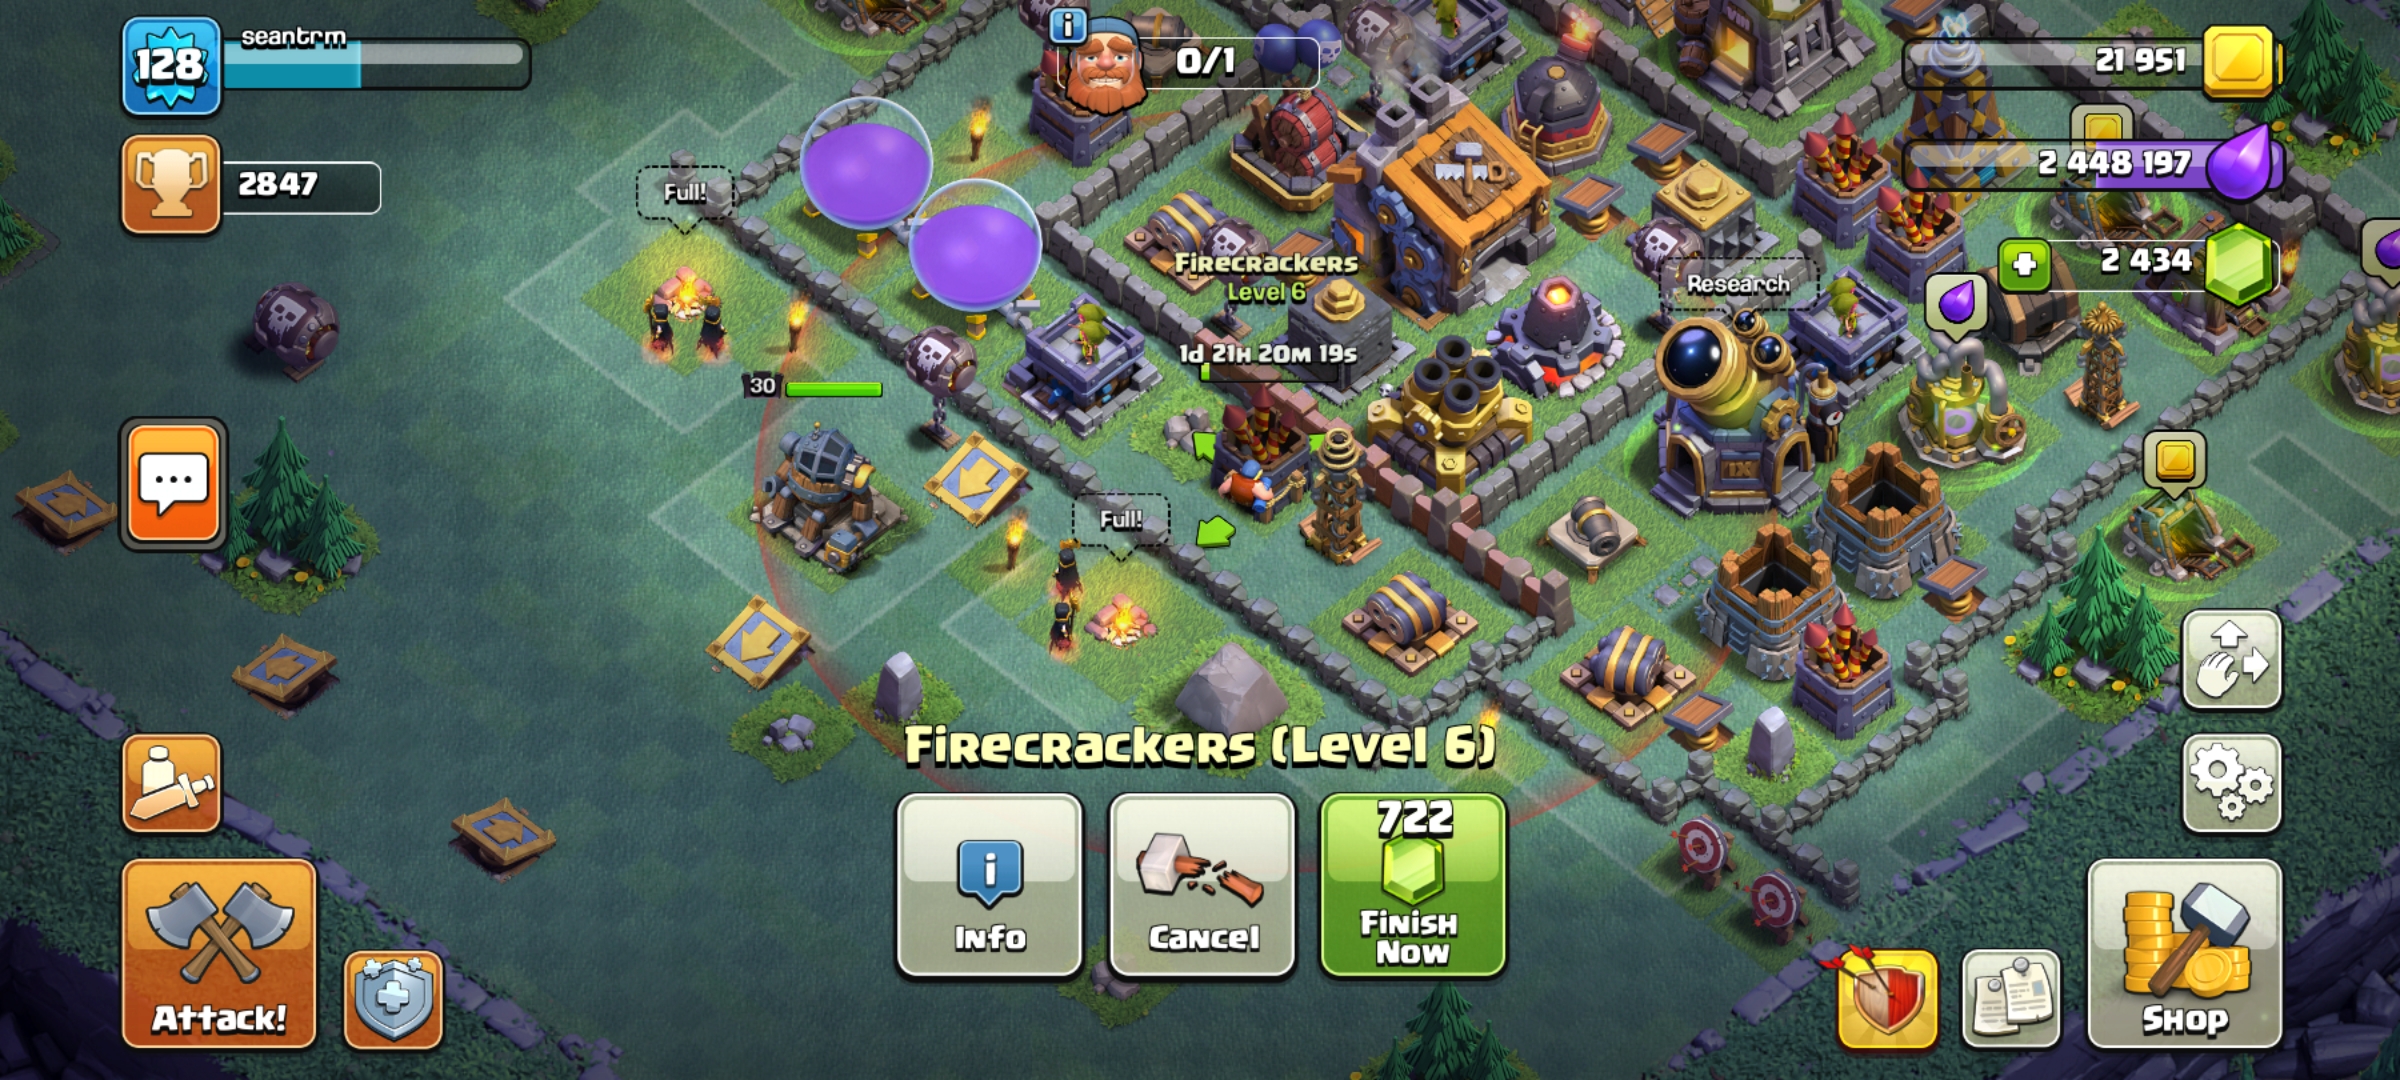 128
seantrm
0/1
21 951
2847
Full!
2 448 197
2 434
Firecrackers
Level 6
Research
1d 21H 20M 19s
30
IX
Full!
Firecrackers (Level 6)
Info
Cancel
722
Finish
Now
Attack!
Shop